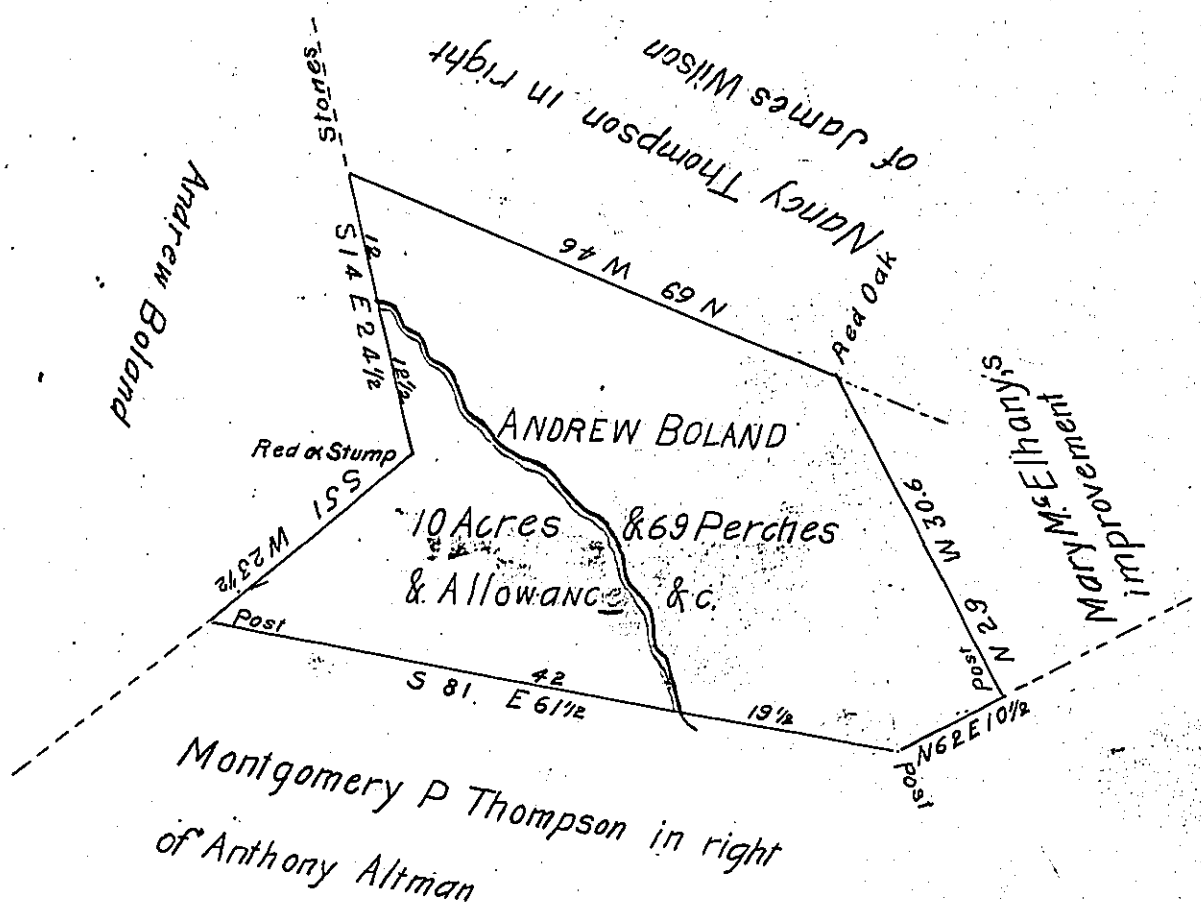 Stones
Nancy Thompson in right
of James Wilson
Andrew Boland
12
S 14 E 24½
12½
N 69 W 46
Red Oak
Mary McElhany,s
improvement
ANDREW BOLAND
10 Acres & 69 Perches
& Allowance & c.
Red o Stump
S 51 W 23½
Post
42
S 81. E 61½
19½
N 29 W 30.6
Post
N 62 E 10½
Post
Montgomery P Thompson in right
of Anthony Altman